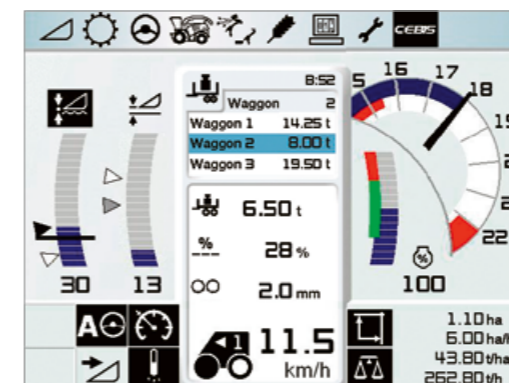 CEBIS
8:52
Waggon 2
Waggon 1 14.25 t
Waggon 2 8.00 t
Waggon 3 19.50 t
6.50 t
% 28 %
2.0 mm
1 11.5
km/h
30
13
A
5 15 17 18
22
%
100
1.10 ha
6.00 ha/h
43.80 t/ha
262.80 t/h